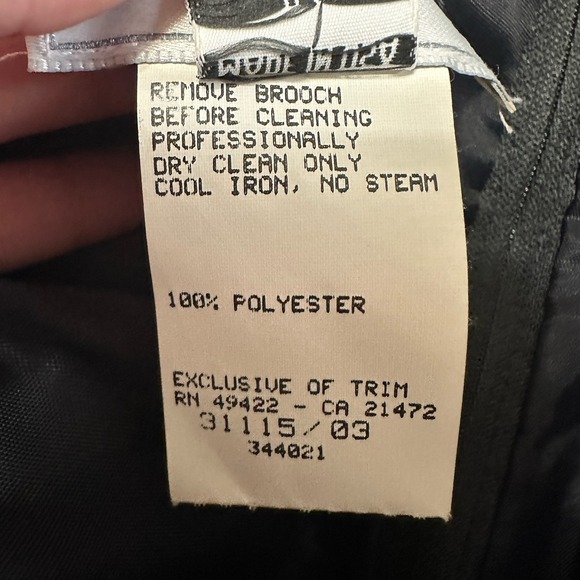 REMOVE BROOCH
BEFORE CLEANING
PROFESSIONALLY
DRY CLEAN ONLY
COOL IRON, NO STEAM
100% POLYESTER
EXCLUSIVE OF TRIM
RN 49422 - CA 21472
31115/03
344021